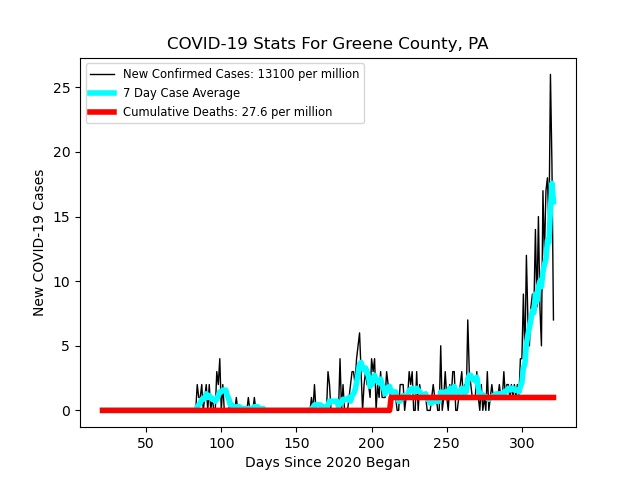 COVID-19 Stats For Greene County, PA
New Confirmed Cases: 13100 per million
7 Day Case Average
Cumulative Deaths: 27.6 per million
New COVID-19 Cases
25
20
15
10
5
0
50
100
150
200
250
300
Days Since 2020 Began